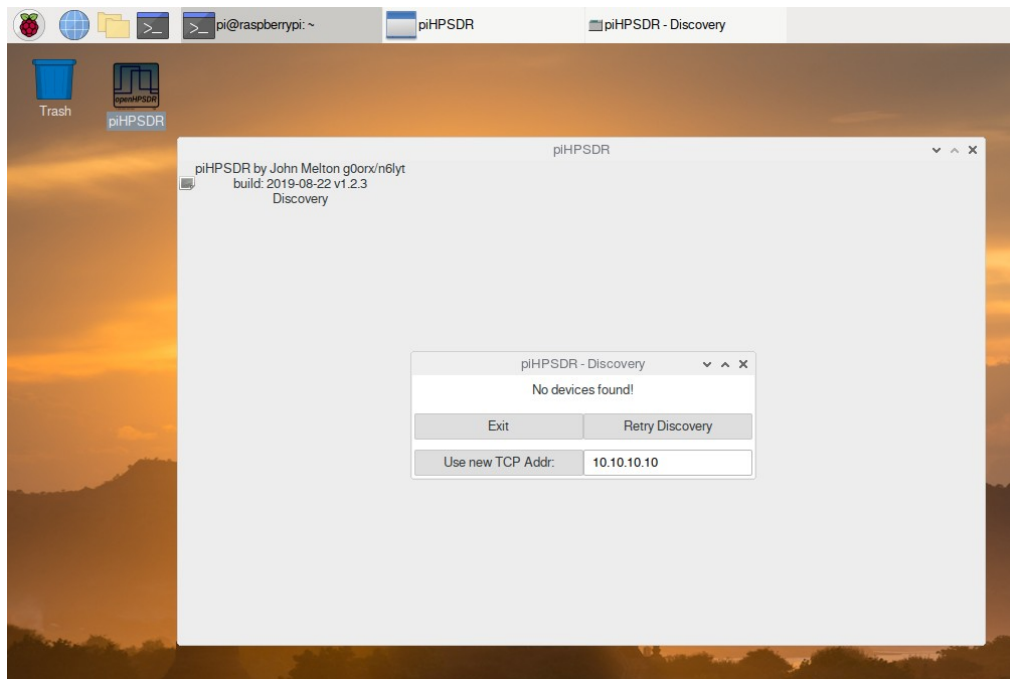 pi@raspberrypi: ~
piHPSDR
piHPSDR - Discovery
Trash
openHPSDR
piHPSDR
piHPSDR
piHPSDR by John Melton g0orx/n6lyt
build: 2019-08-22 v1.2.3
Discovery
piHPSDR - Discovery
No devices found!
Exit
Retry Discovery
Use new TCP Addr:
10.10.10.10